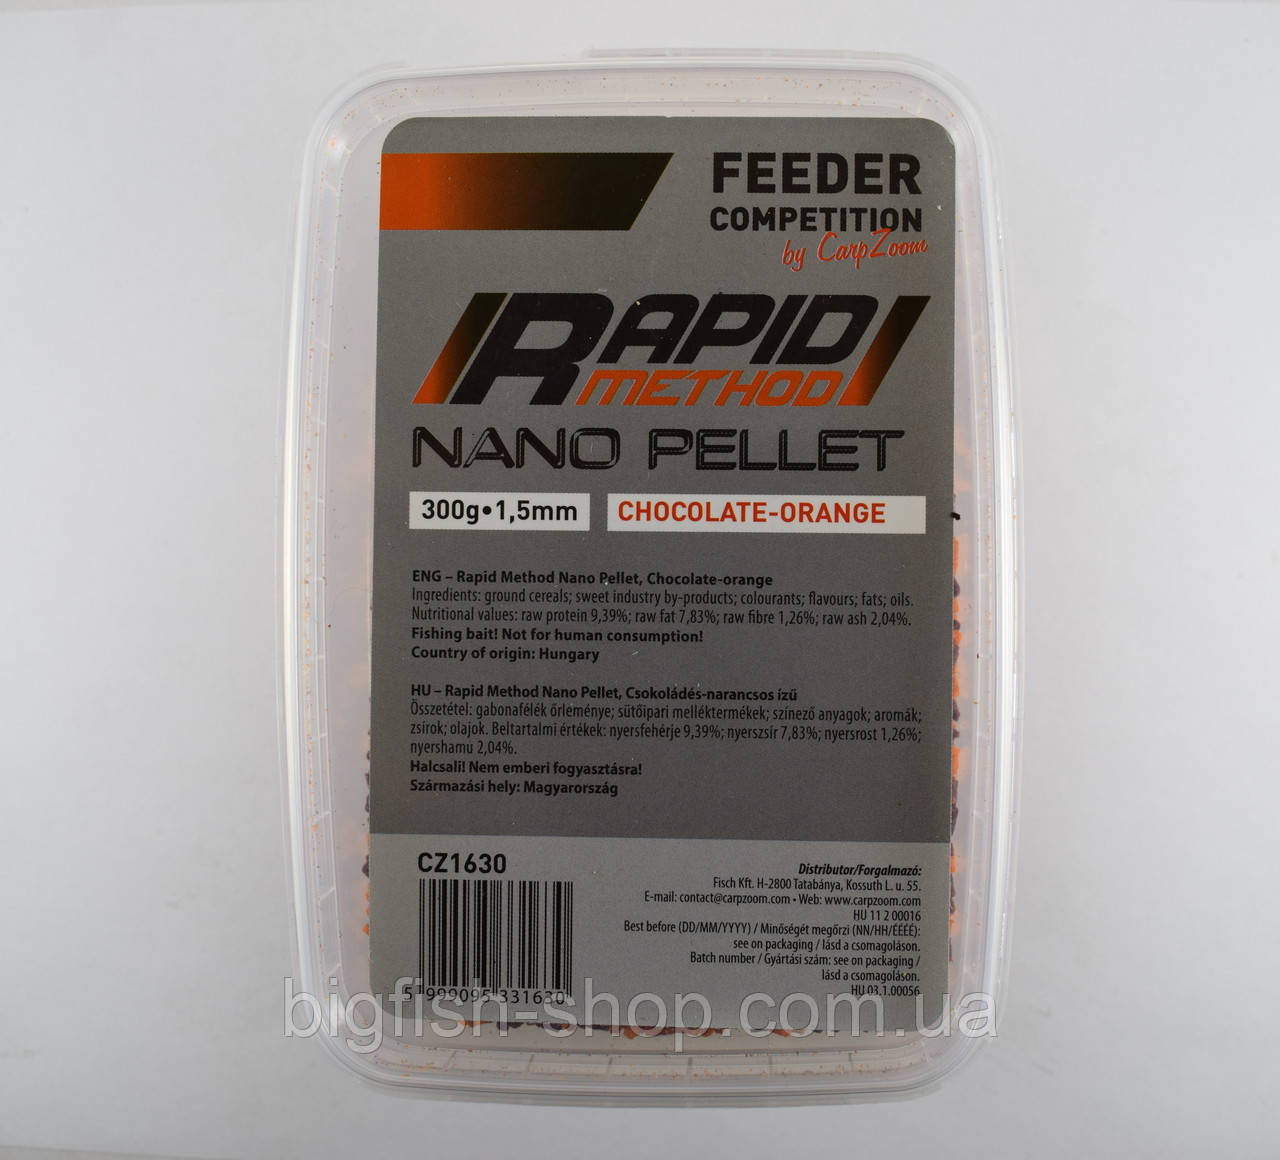 FEEDER
COMPETITION
by CarpZoom
RAPID
METHOD
NANO PELLET
300g•1,5mm
CHOCOLATE-ORANGE
ENG – Rapid Method Nano Pellet, Chocolate-orange
Ingredients: ground cereals; sweet industry by-products; colourants; flavours; fats; oils.
Nutritional values: raw protein 9,39%; raw fat 7,83%; raw fibre 1,26%; raw ash 2,04%.
Fishing bait! Not for human consumption!
Country of origin: Hungary
HU – Rapid Method Nano Pellet, Csokoládés-narancsos ízű
Összetétel: gabonafélék őrleménye; sütőipari melléktermékek; színező anyagok; aromák;
zsírok; olajok. Beltartalmi értékek: nyersfehérje 9,39%; nyerszsír 7,83%; nyersrost 1,26%;
nyershamu 2,04%.
Halcsali! Nem emberi fogyasztásra!
Származási hely: Magyarország
CZ1630
5 999095 331630
Distributor/Forgalmazó:
Fisch Kft. H-2800 Tatabánya, Kossuth L. u. 55.
E-mail: contact@carpzoom.com • Web: www.carpzoom.com
HU 11 2 00016
Best before (DD/MM/YYYY) / Minőségét megőrzi (NN/HH/ÉÉÉÉ):
see on packaging / lásd a csomagoláson.
Batch number / Gyártási szám: see on packaging /
lásd a csomagoláson.
HU 03.1.00056
bigfish-shop.com.ua